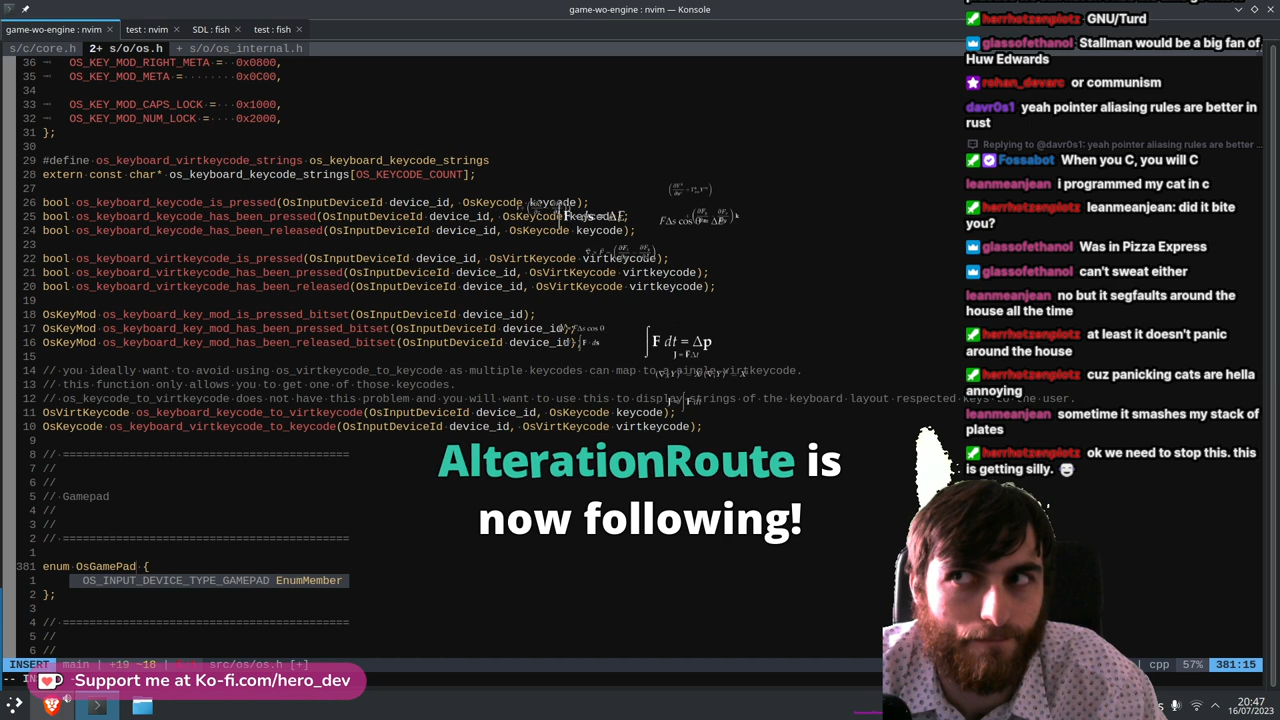 game-wo-engine : nvim — Konsole
game-wo-engine : nvim
test : nvim
SDL : fish
test : fish
s/c/core.h
2+ s/o/os.h
+ s/o/os_internal.h
36 OS_KEY_MOD_RIGHT_META = 0x0800,
35 OS_KEY_MOD_META = 0x0C00,
34
33 OS_KEY_MOD_CAPS_LOCK = 0x1000,
32 OS_KEY_MOD_NUM_LOCK = 0x2000,
31 };
30
29 #define os_keyboard_virtkeycode_strings os_keyboard_keycode_strings
28 extern const char* os_keyboard_keycode_strings[OS_KEYCODE_COUNT];
27
26 bool os_keyboard_keycode_is_pressed(OsInputDeviceId device_id, OsKeycode keycode);
25 bool os_keyboard_keycode_has_been_pressed(OsInputDeviceId device_id, OsKeycode
24 bool os_keyboard_keycode_has_been_released(OsInputDeviceId device_id, OsKeycode keycode);
23
22 bool os_keyboard_virtkeycode_is_pressed(OsInputDeviceId device_id, OsVirtKeycode virtkeycode);
21 bool os_keyboard_virtkeycode_has_been_pressed(OsInputDeviceId device_id, OsVirtKeycode virtkeycode);
20 bool os_keyboard_virtkeycode_has_been_released(OsInputDeviceId device_id, OsVirtKeycode virtkeycode);
19
18 OsKeyMod os_keyboard_key_mod_is_pressed_bitset(OsInputDeviceId device_id);
17 OsKeyMod os_keyboard_key_mod_has_been_pressed_bitset(OsInputDeviceId device_id);
16 OsKeyMod os_keyboard_key_mod_has_been_released_bitset(OsInputDeviceId device_id);
15
14 // you ideally want to avoid using os_virtkeycode_to_keycode as multiple keycodes can map to a single virtkeycode.
13 // this function only allows you to get one of those keycodes.
12 // os_keycode_to_virtkeycode does not have this problem and you will want to use this to display strings of the keyboard layout respected keys to the user.
11 OsVirtKeycode os_keyboard_keycode_to_virtkeycode(OsInputDeviceId device_id, OsKeycode keycode);
10 OsKeycode os_keyboard_virtkeycode_to_keycode(OsInputDeviceId device_id, OsVirtKeycode virtkeycode);
9
8 // ===========================================
7 //
6 //
5 // Gamepad
4 //
3 //
2 // ===========================================
1
381 enum OsGamePad {
1 OS_INPUT_DEVICE_TYPE_GAMEPAD EnumMember
2 };
3
4 // ===========================================
5 //
6 //
∫ F dt = Δp
J = F Δt
AlterationRoute is
now following!
INSERT main | +19 ~18 | src/os/os.h [+]
| cpp 57% 381:15
-- IN
Support me at Ko-fi.com/hero_dev
20:47
16/07/2023
herrhotzenplotz GNU/Turd
glassofethanol Stallman would be a big fan of
Huw Edwards
rohan_devarc or communism
davr0s1 yeah pointer aliasing rules are better in
rust
Replying to @davr0s1: yeah pointer aliasing rules are better ...
Fossabot When you C, you will C
leanmeanjean i programmed my cat in c
herrhotzenplotz leanmeanjean: did it bite
you?
glassofethanol Was in Pizza Express
glassofethanol can't sweat either
leanmeanjean no but it segfaults around the
house all the time
herrhotzenplotz at least it doesn't panic
around the house
herrhotzenplotz cuz panicking cats are hella
annoying
leanmeanjean sometime it smashes my stack of
plates
herrhotzenplotz ok we need to stop this. this
is getting silly.